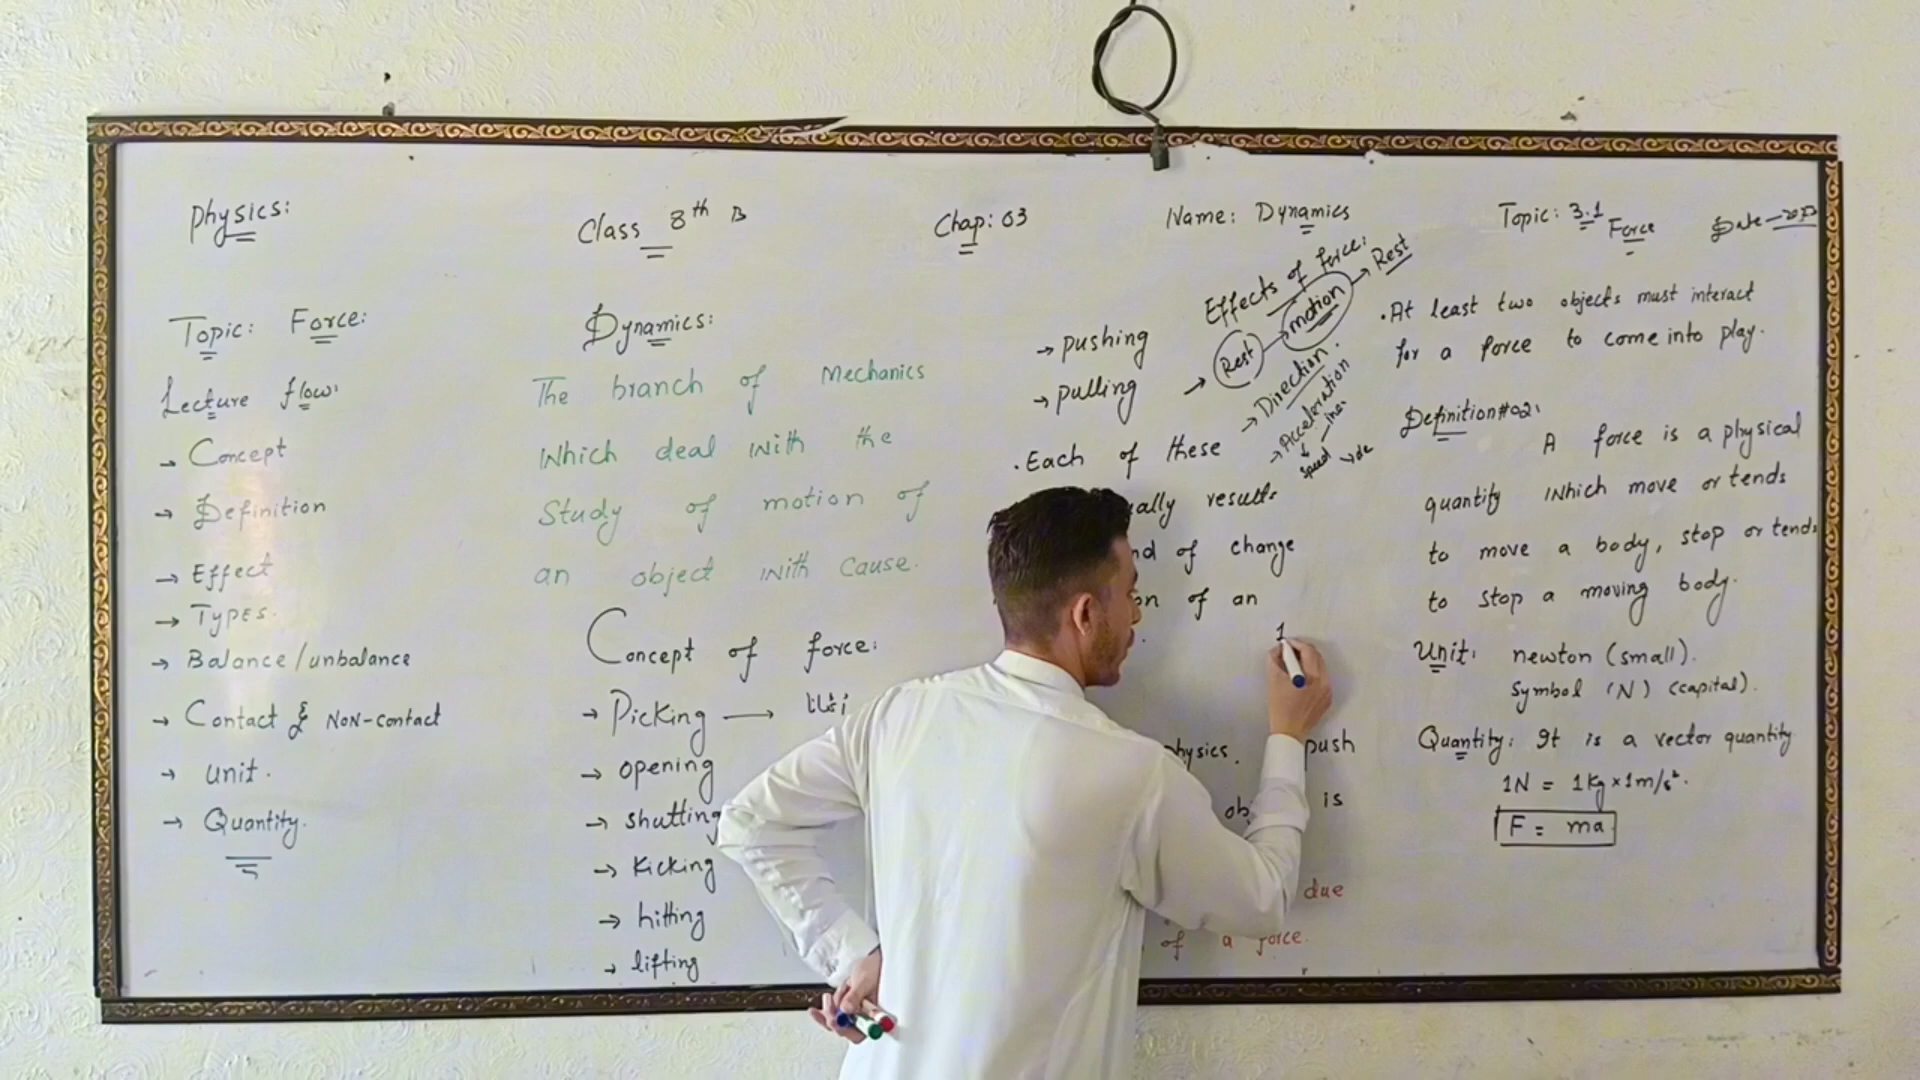 Physics:
Class 8th B
Chap: 03
Name: Dynamics
Topic: 3.1
Force
Date
Topic: Force:
Lecture flow:
→ Concept
→ Definition
→ Effect
→ Types.
→ Balance/unbalance
→ Contact & Non-contact
→ unit.
→ Quantity.
Dynamics:
The branch of Mechanics
which deal with the
Study of motion of
an object with cause.
Concept of force:
→ Picking →
→ opening
→ shutting
→ kicking
→ hitting
→ lifting
→ pushing
→ pulling
. Each of these
ally results
nd of change
on of an
1
hysics. push
is
due
of a force.
Effects of force:
→ Rest → motion → Rest
→ Direction.
→ Acceleration
speed
→ de
. At least two objects must interact
for a force to come into play.
Definition#02:
A force is a physical
quantity which move or tends
to move a body, stop or tends
to stop a moving body.
Unit: newton (small).
Symbol (N) (capital).
Quantity: It is a vector quantity
1N = 1kg×1m/s².
F = ma